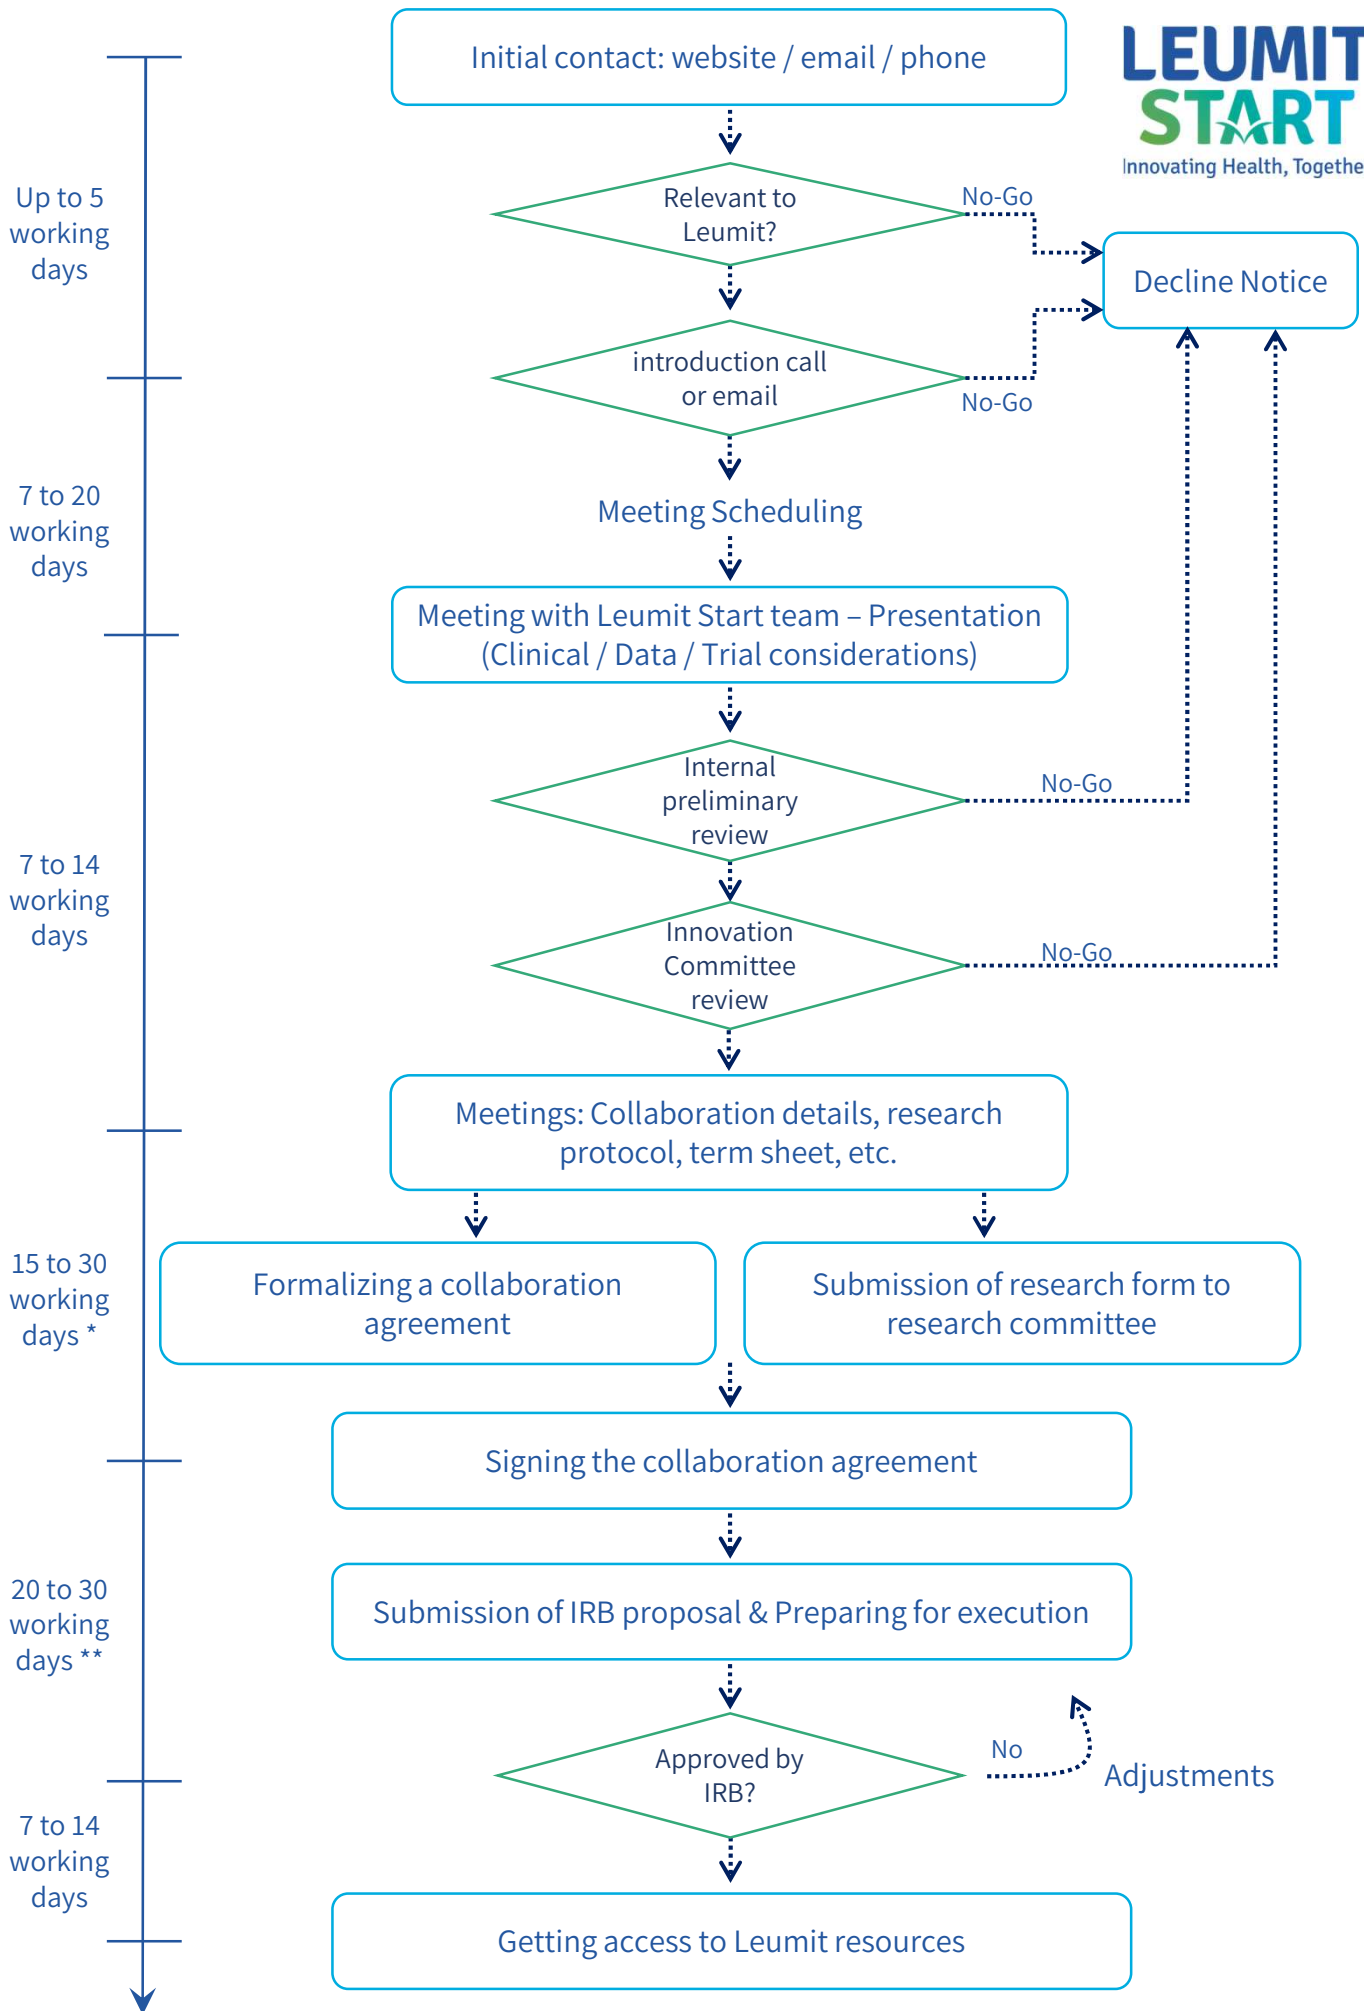 Initial contact: website / email / phone
LEUMIT
START
Innovating Health, Togethe
Up to 5
working
days
Relevant to
Leumit?
No-Go
Decline Notice
introduction call
or email
No-Go
7 to 20
working
days
Meeting Scheduling
Meeting with Leumit Start team – Presentation
(Clinical / Data / Trial considerations)
Internal
preliminary
review
No-Go
7 to 14
working
days
Innovation
Committee
review
No-Go
Meetings: Collaboration details, research
protocol, term sheet, etc.
15 to 30
working
days *
Formalizing a collaboration
agreement
Submission of research form to
research committee
Signing the collaboration agreement
20 to 30
working
days **
Submission of IRB proposal & Preparing for execution
Approved by
IRB?
No
Adjustments
7 to 14
working
days
Getting access to Leumit resources